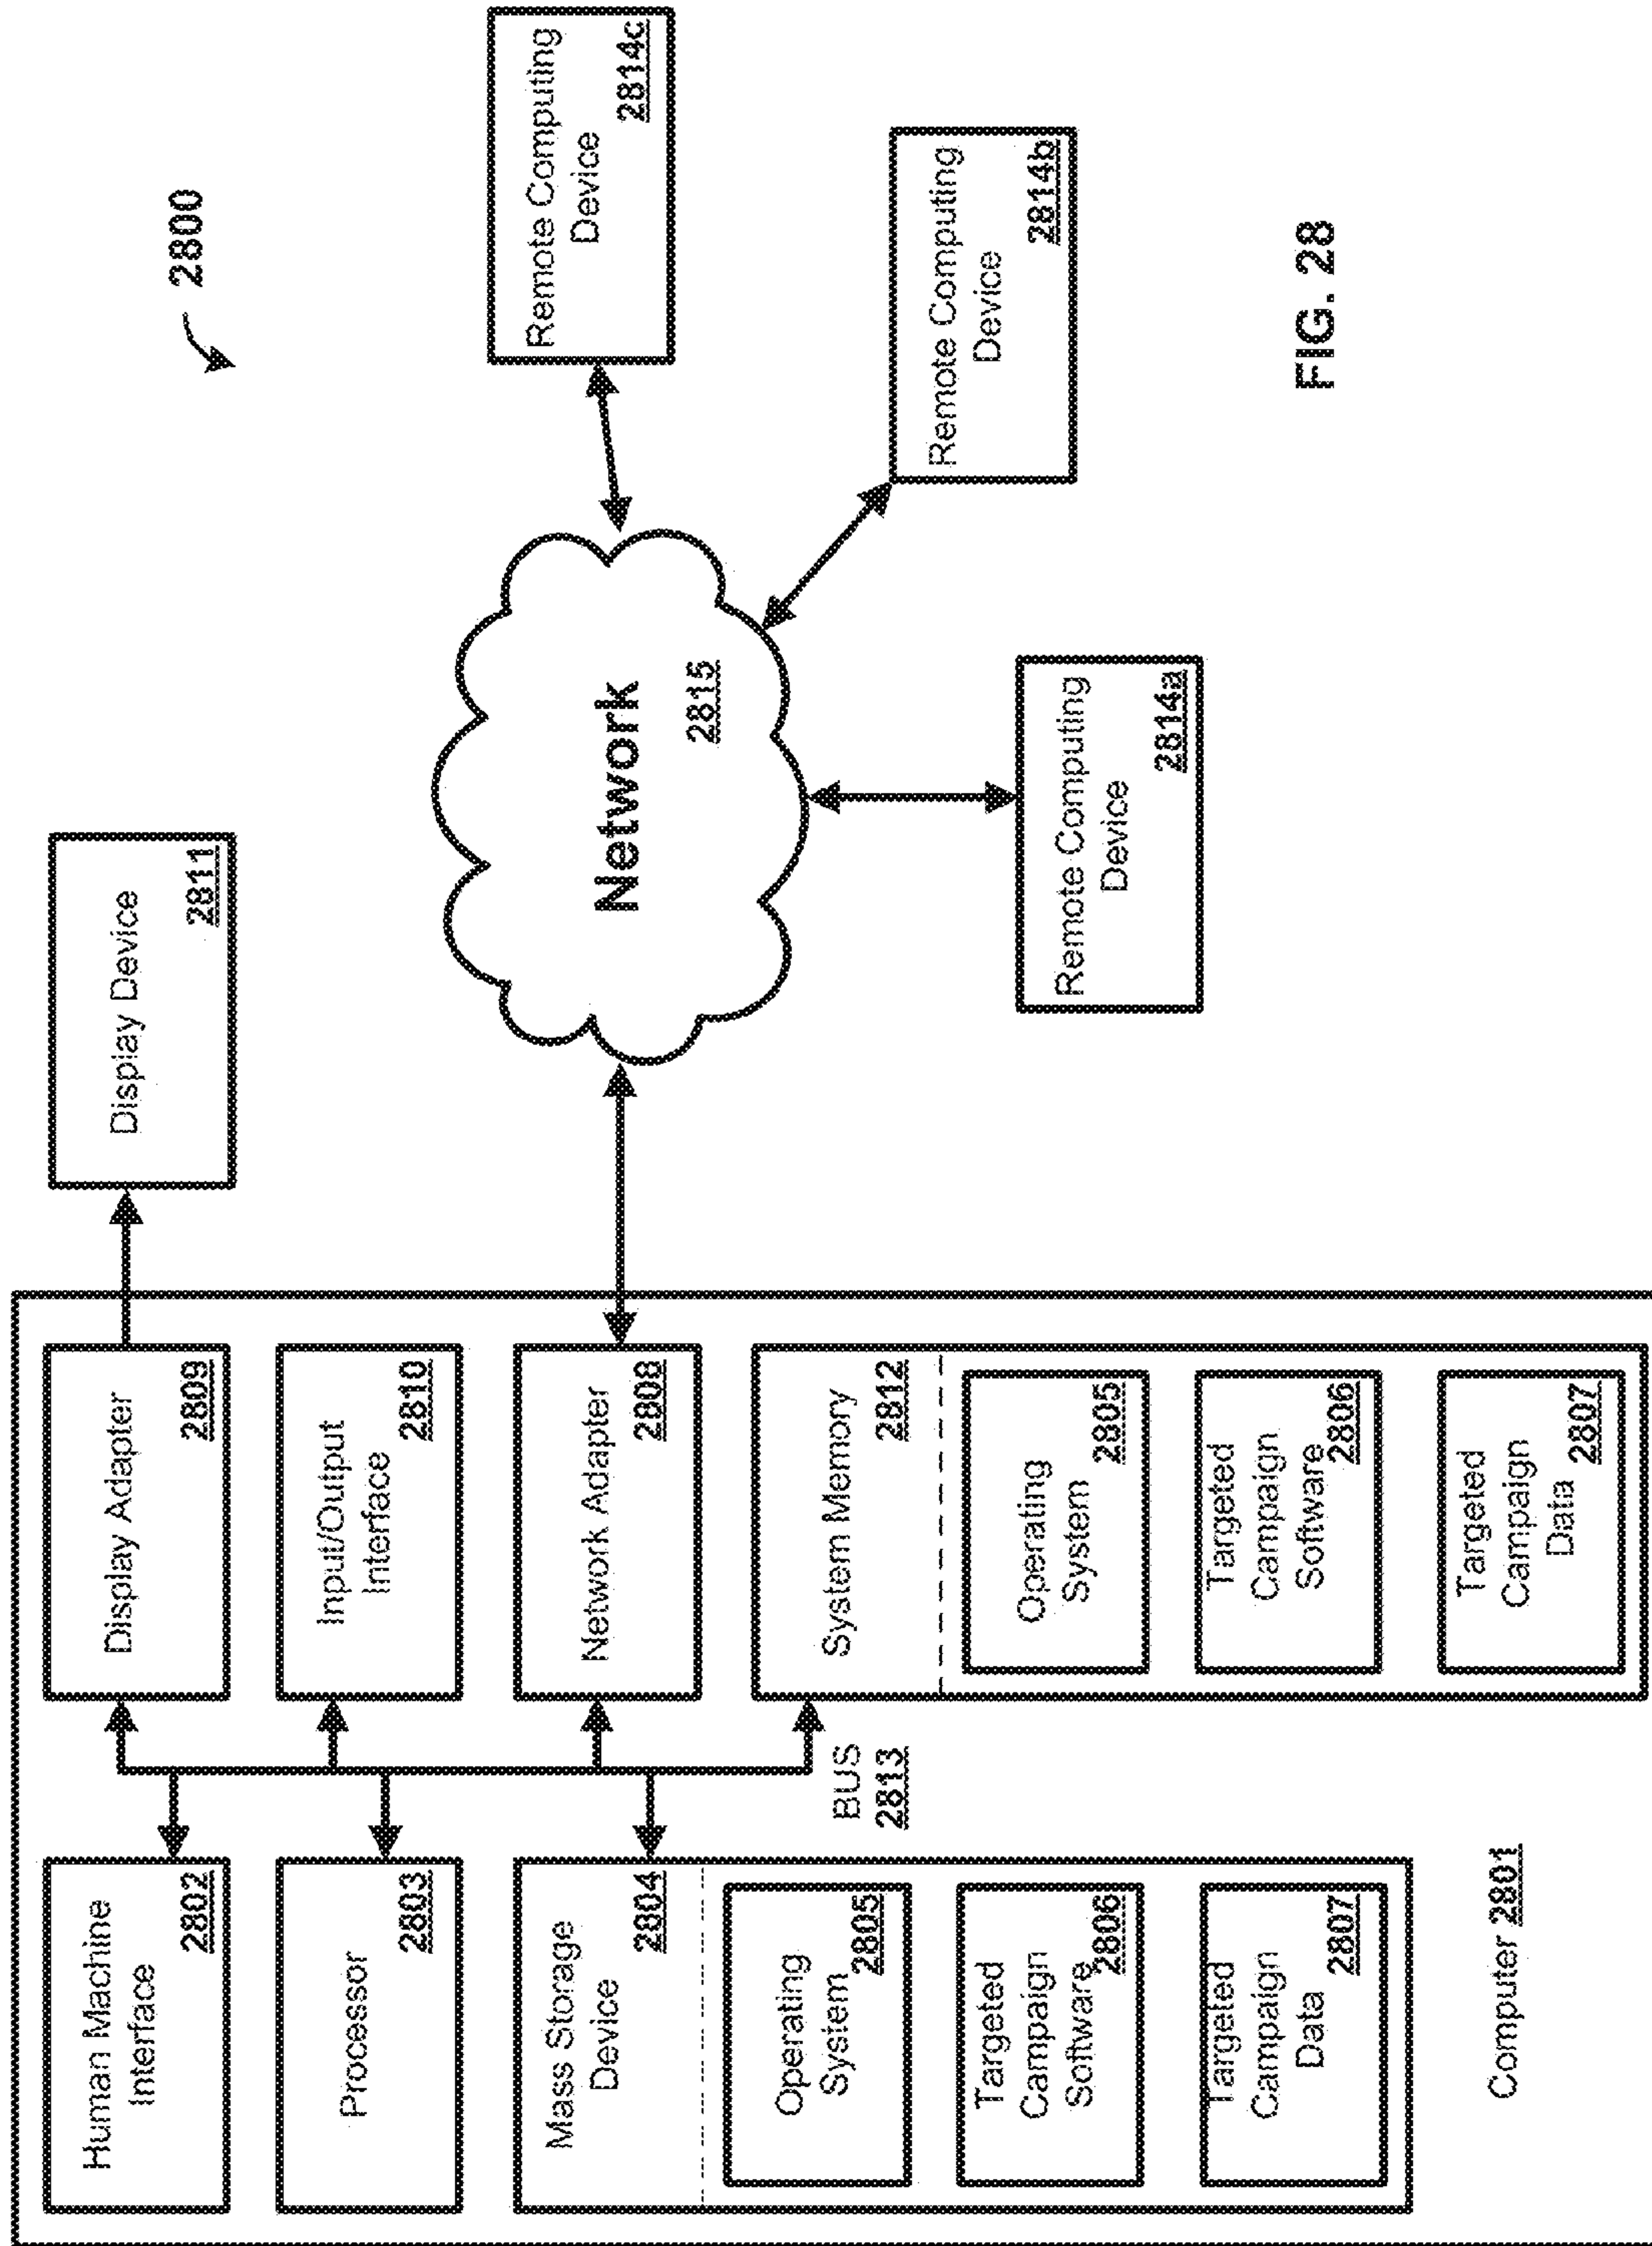 2800
Human Machine
Interface
2802
Processor
2803
Mass Storage
Device
2804
Operating
System
2805
Targeted
Campaign
Software
2806
Targeted
Campaign
Data
2807
Computer 2801
BUS
2813
Display Adapter
2809
Input/Output
Interface
2810
Network Adapter
2808
System Memory
2812
Operating
System
2805
Targeted
Campaign
Software
2806
Targeted
Campaign
Data
2807
Display Device
2811
Network
2815
Remote Computing
Device
2814a
Remote Computing
Device
2814b
Remote Computing
Device
2814c
FIG. 28